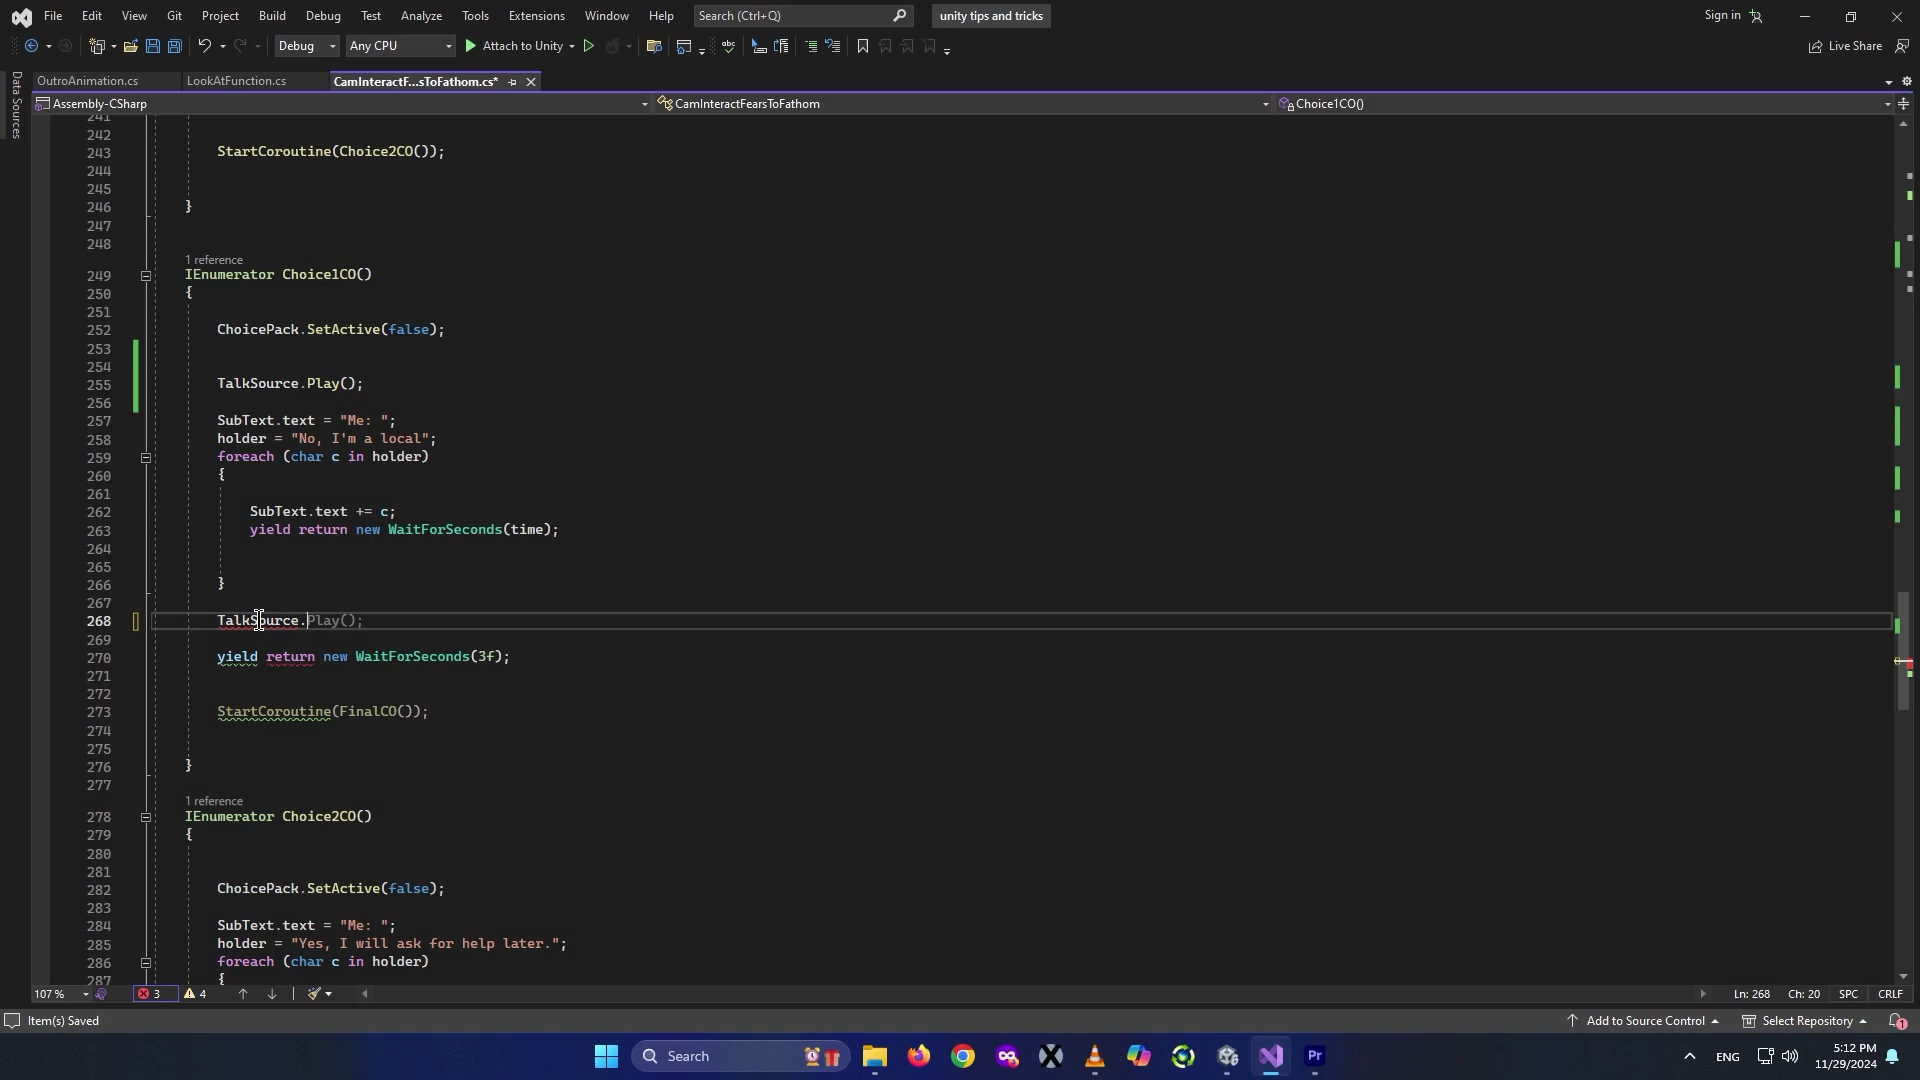 File Edit View Git Project Build Debug Test Analyze Tools Extensions Window Help Search (Ctrl+Q) unity tips and tricks Sign in
Debug Any CPU Attach to Unity Live Share
OutroAnimation.cs LookAtFunction.cs CamInteractF...sToFathom.cs*
Data Sources
Assembly-CSharp CamInteractFearsToFathom Choice1CO()
241
242
243 StartCoroutine(Choice2CO());
244
245
246 }
247
248
1 reference
249 IEnumerator Choice1CO()
250 {
251
252 ChoicePack.SetActive(false);
253
254
255 TalkSource.Play();
256
257 SubText.text = "Me: ";
258 holder = "No, I'm a local";
259 foreach (char c in holder)
260 {
261
262 SubText.text += c;
263 yield return new WaitForSeconds(time);
264
265
266 }
267
268 TalkSource.Play();
269
270 yield return new WaitForSeconds(3f);
271
272
273 StartCoroutine(FinalCO());
274
275
276 }
277
1 reference
278 IEnumerator Choice2CO()
279 {
280
281
282 ChoicePack.SetActive(false);
283
284 SubText.text = "Me: ";
285 holder = "Yes, I will ask for help later.";
286 foreach (char c in holder)
287 {
107 % 3 4 Ln: 268 Ch: 20 SPC CRLF
Item(s) Saved Add to Source Control Select Repository 1
Search Pr ENG 5:12 PM
11/29/2024